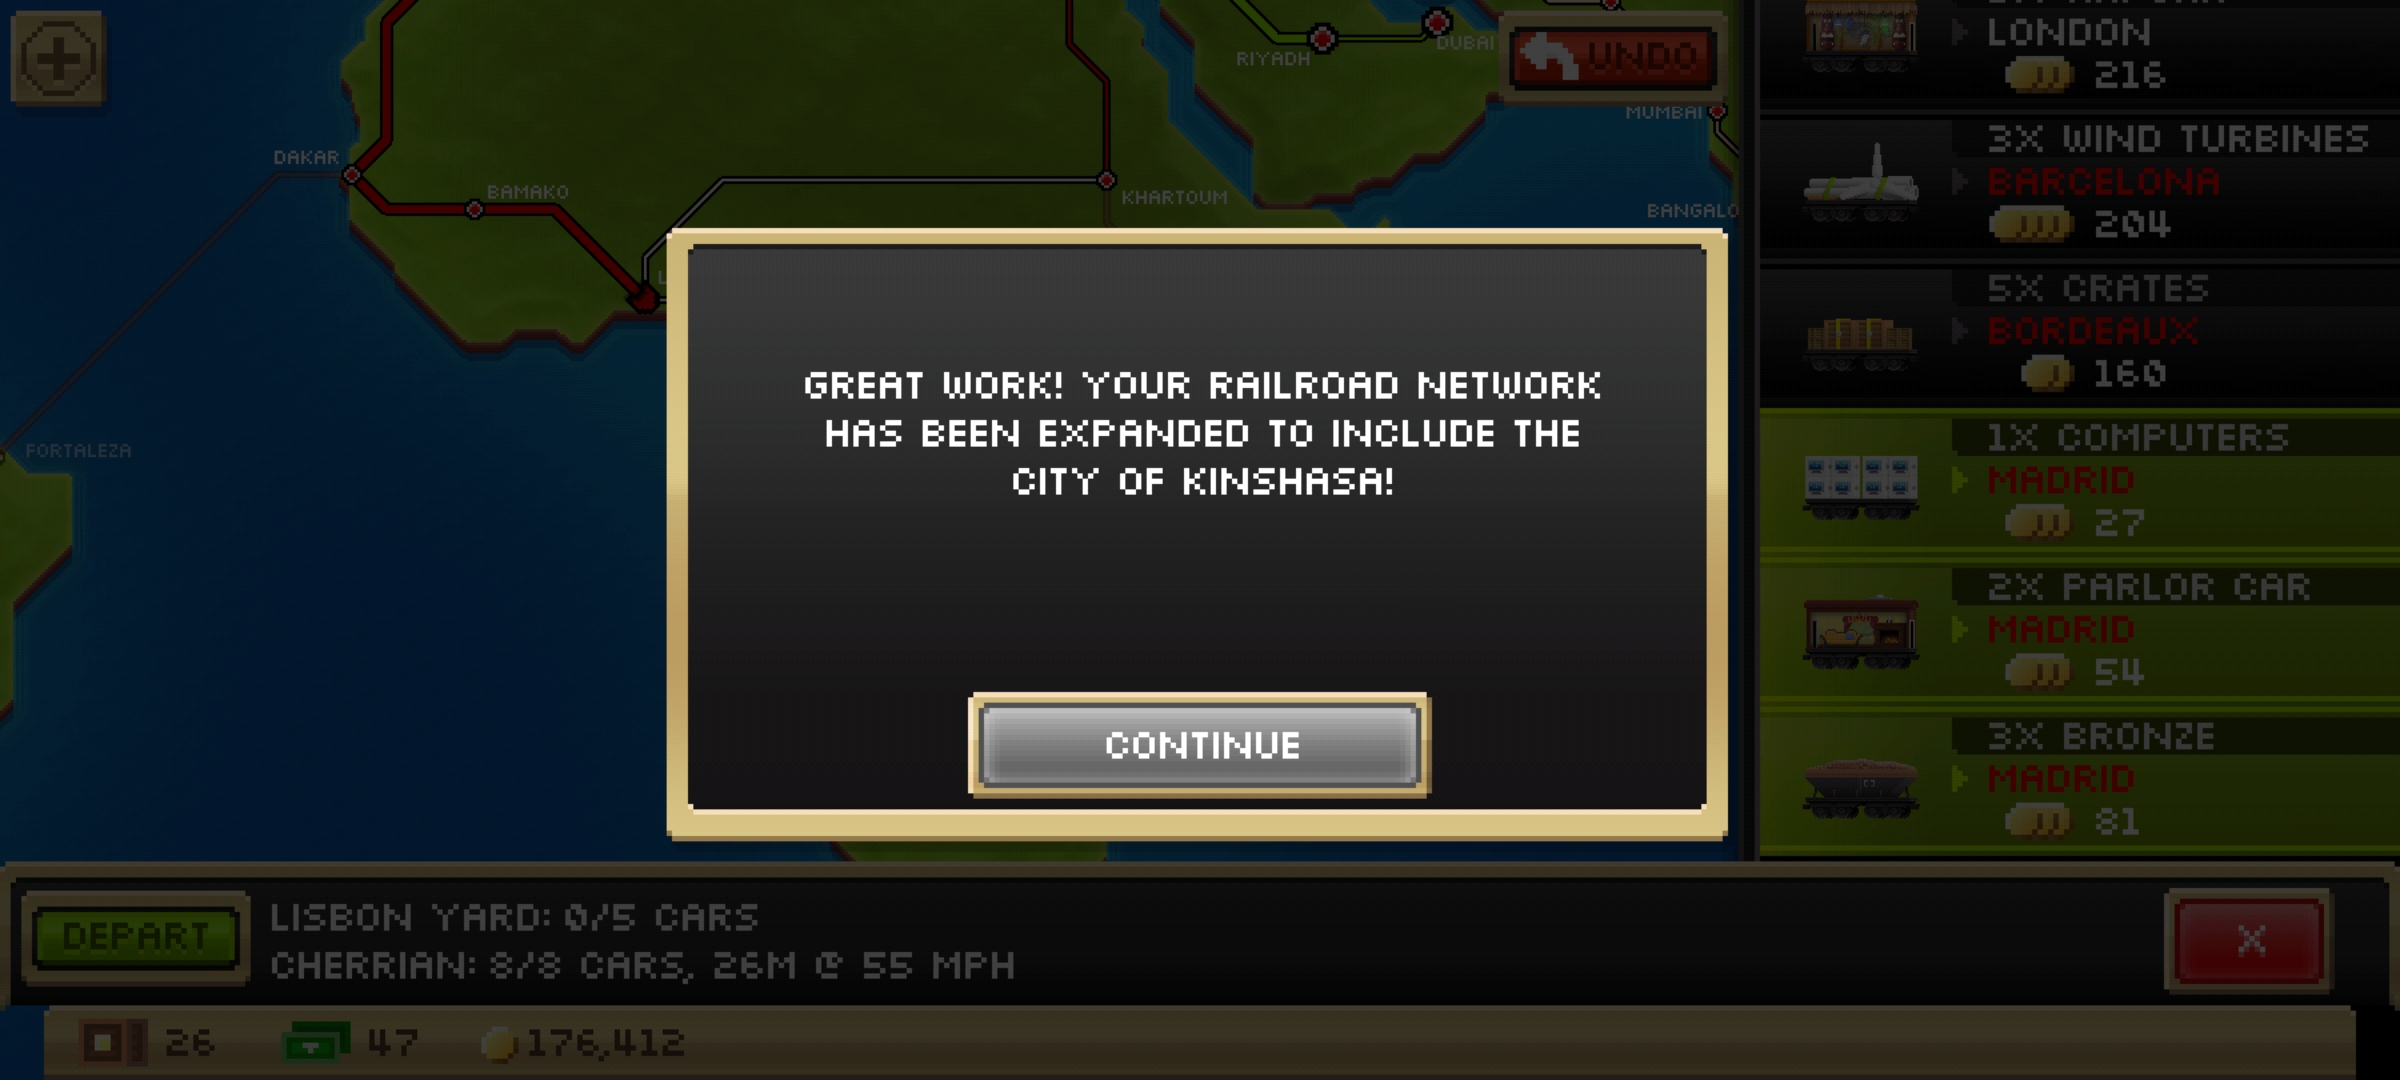 RIYADH
DUBAI
UNDO
MUMBAI
DAKAR
BAMAKO
KHARTOUM
BANGALO
FORTALEZA
GREAT WORK! YOUR RAILROAD NETWORK
HAS BEEN EXPANDED TO INCLUDE THE
CITY OF KINSHASA!
CONTINUE
LONDON
216
3X WIND TURBINES
BARCELONA
204
5X CRATES
BORDEAUX
160
1X COMPUTERS
MADRID
27
2X PARLOR CAR
MADRID
54
3X BRONZE
MADRID
81
DEPART
LISBON YARD: 0/5 CARS
CHERRIAN: 8/8 CARS, 26M @ 55 MPH
X
26
47
176,412